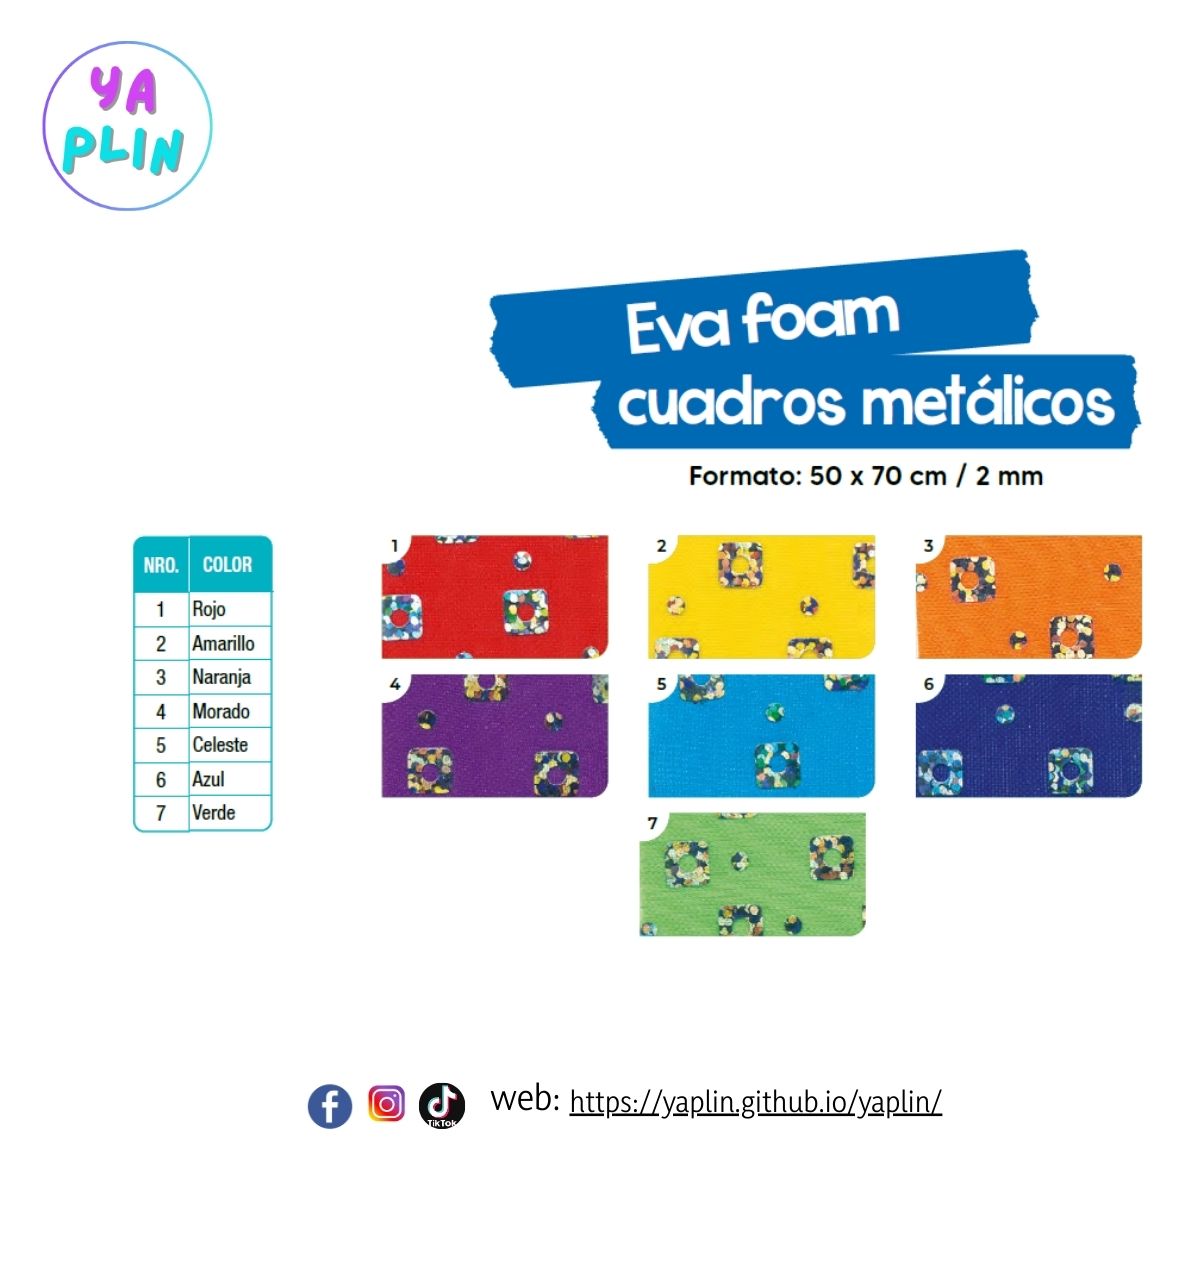 YA
PLIN
Eva foam
cuadros metálicos
Formato: 50 x 70 cm / 2 mm
NRO. COLOR
1 Rojo
2 Amarillo
3 Naranja
4 Morado
5 Celeste
6 Azul
7 Verde
1
2
3
4
5
6
7
TikTok
web: https://yaplin.github.io/yaplin/